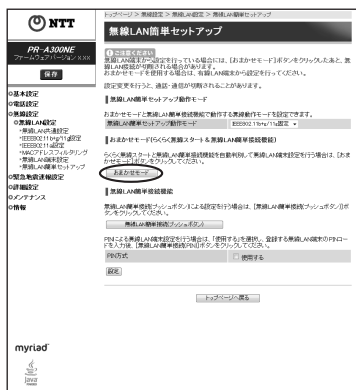 NTT
PR-A300NE
ファームウェアバージョン X.XX
保存
基本設定
電話設定
無線設定
無線LAN設定
・無線LAN共通設定
・IEEE802.11b+g/11g設定
・IEEE802.11a設定
・MACアドレスフィルタリング
・無線LAN端末設定
・無線LAN簡単セットアップ
緊急地震速報設定
詳細設定
メンテナンス
情報
myriad
Java
トップページ > 無線設定 > 無線LAN設定 > 無線LAN簡単セットアップ
無線LAN簡単セットアップ
ご注意ください
無線LAN端末から設定を行っている場合には、[おまかせモード]ボタンをクリックしたあと、無線LAN接続が切断される場合があります。
おまかせモードを使用する場合は、有線LAN端末から設定を行ってください。
設定変更を行うと、通話・通信が切断されることがあります。
無線LAN簡単セットアップ動作モード
おまかせモードと無線LAN簡単接続機能で動作する無線動作モードを設定できます。
無線LAN簡単セットアップ動作モード
IEEE802.11b+g/11g固定
おまかせモード(らくらく無線スタート&無線LAN簡単接続機能)
らくらく無線スタートと無線LAN簡単接続機能を自動判別して無線LAN端末設定を行う場合は、[おまかせモード]ボタンをクリックしてください。
おまかせモード
無線LAN簡単接続機能
無線LAN簡単接続(プッシュボタン)による設定を行う場合は、[無線LAN簡単接続(プッシュボタン)]ボタンをクリックしてください。
無線LAN簡単接続(プッシュボタン)
PINによる無線LAN端末設定を行う場合は、「使用する」を選択し、登録する無線LAN端末のPINコードを入力後、[無線LAN簡単接続(PIN)]ボタンをクリックしてください。
PIN方式
使用する
設定
トップページへ戻る